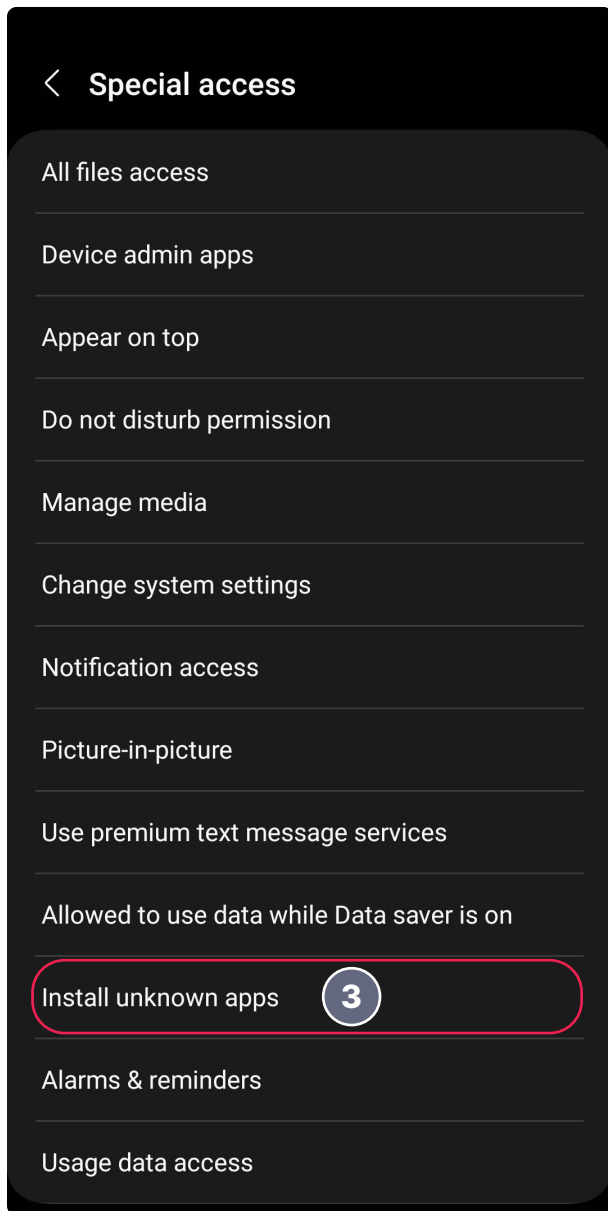 Special access
All files access
Device admin apps
Appear on top
Do not disturb permission
Manage media
Change system settings
Notification access
Picture-in-picture
Use premium text message services
Allowed to use data while Data saver is on
Install unknown apps 3
Alarms & reminders
Usage data access